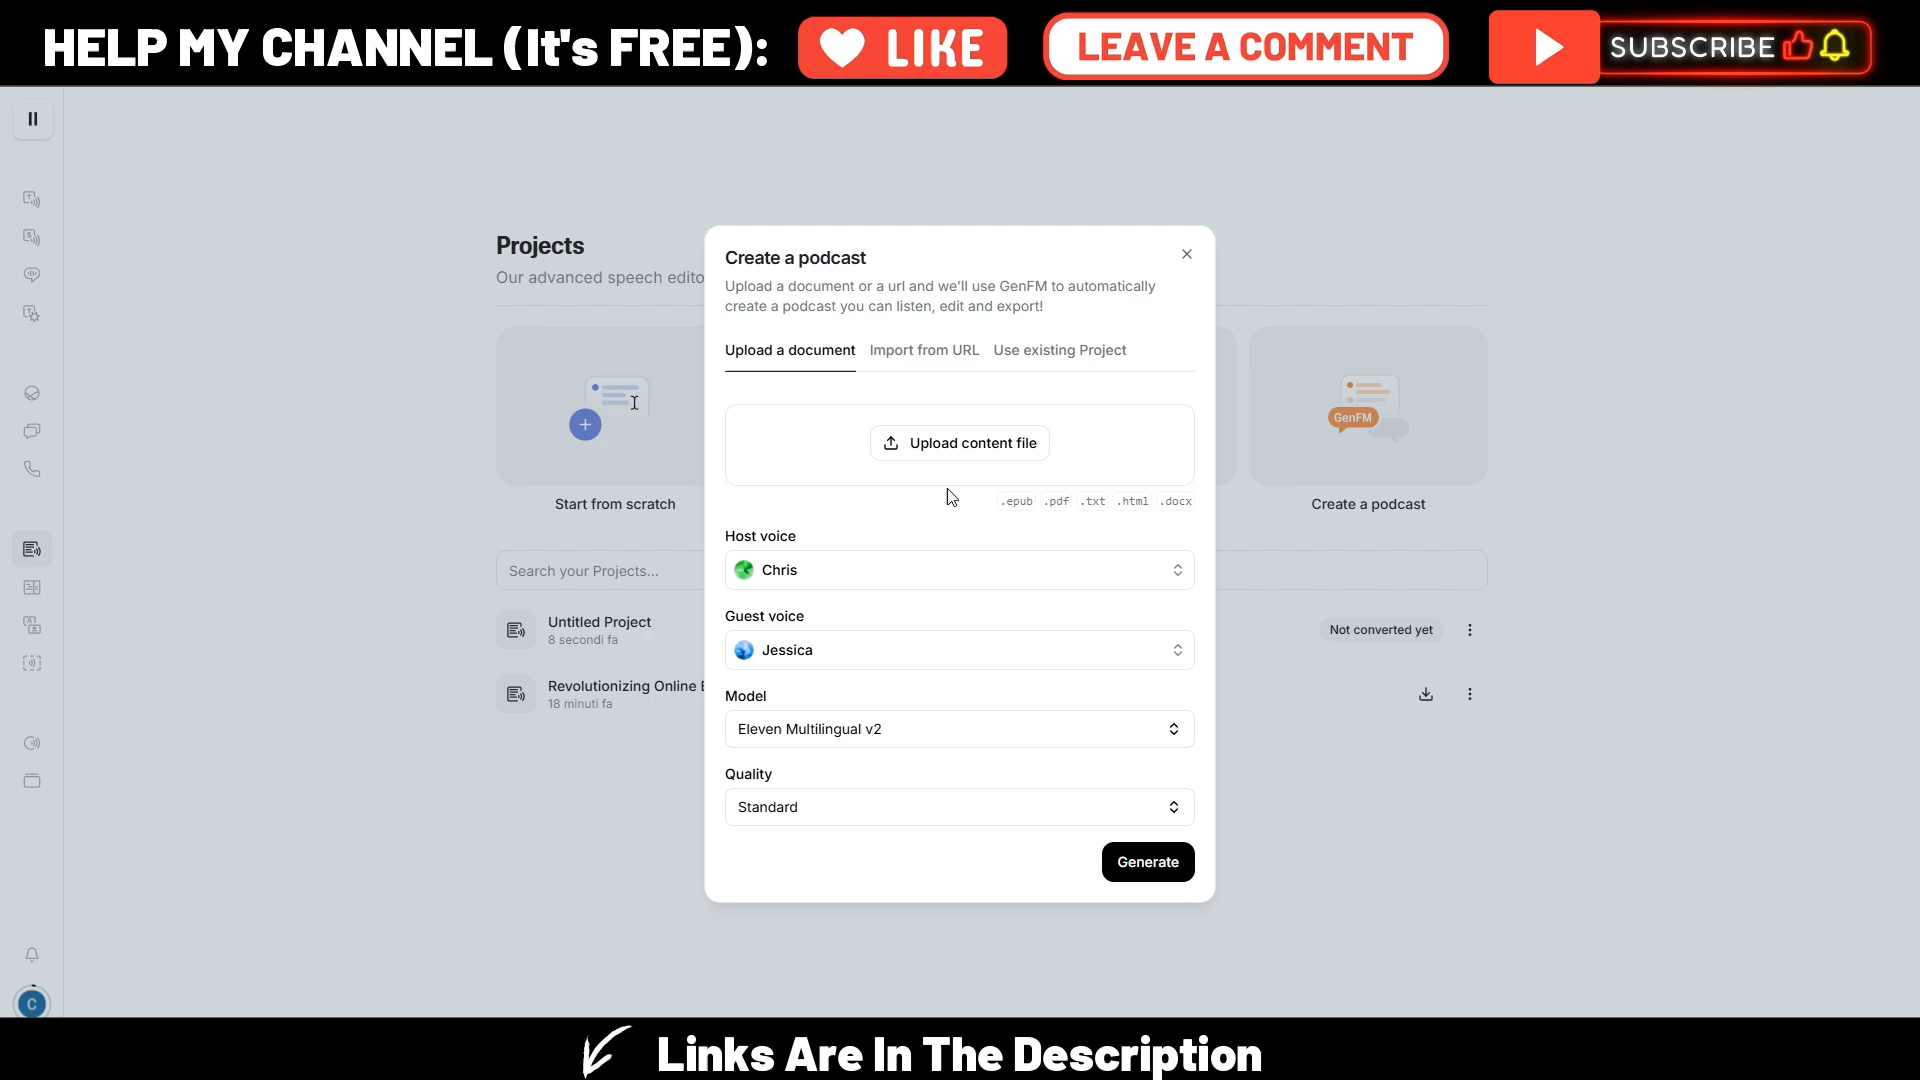 HELP MY CHANNEL (It's FREE):
LIKE
LEAVE A COMMENT
SUBSCRIBE
Projects
Our advanced speech edito
Create a podcast
Upload a document or a url and we'll use GenFM to automatically
create a podcast you can listen, edit and export!
Upload a document
Import from URL
Use existing Project
Upload content file
.epub .pdf .txt .html .docx
GenFM
Start from scratch
Create a podcast
Host voice
Chris
Search your Projects...
Guest voice
Jessica
Untitled Project
8 secondi fa
Not converted yet
Model
Eleven Multilingual v2
Revolutionizing Online
18 minuti fa
Quality
Standard
Generate
C
Links Are In The Description